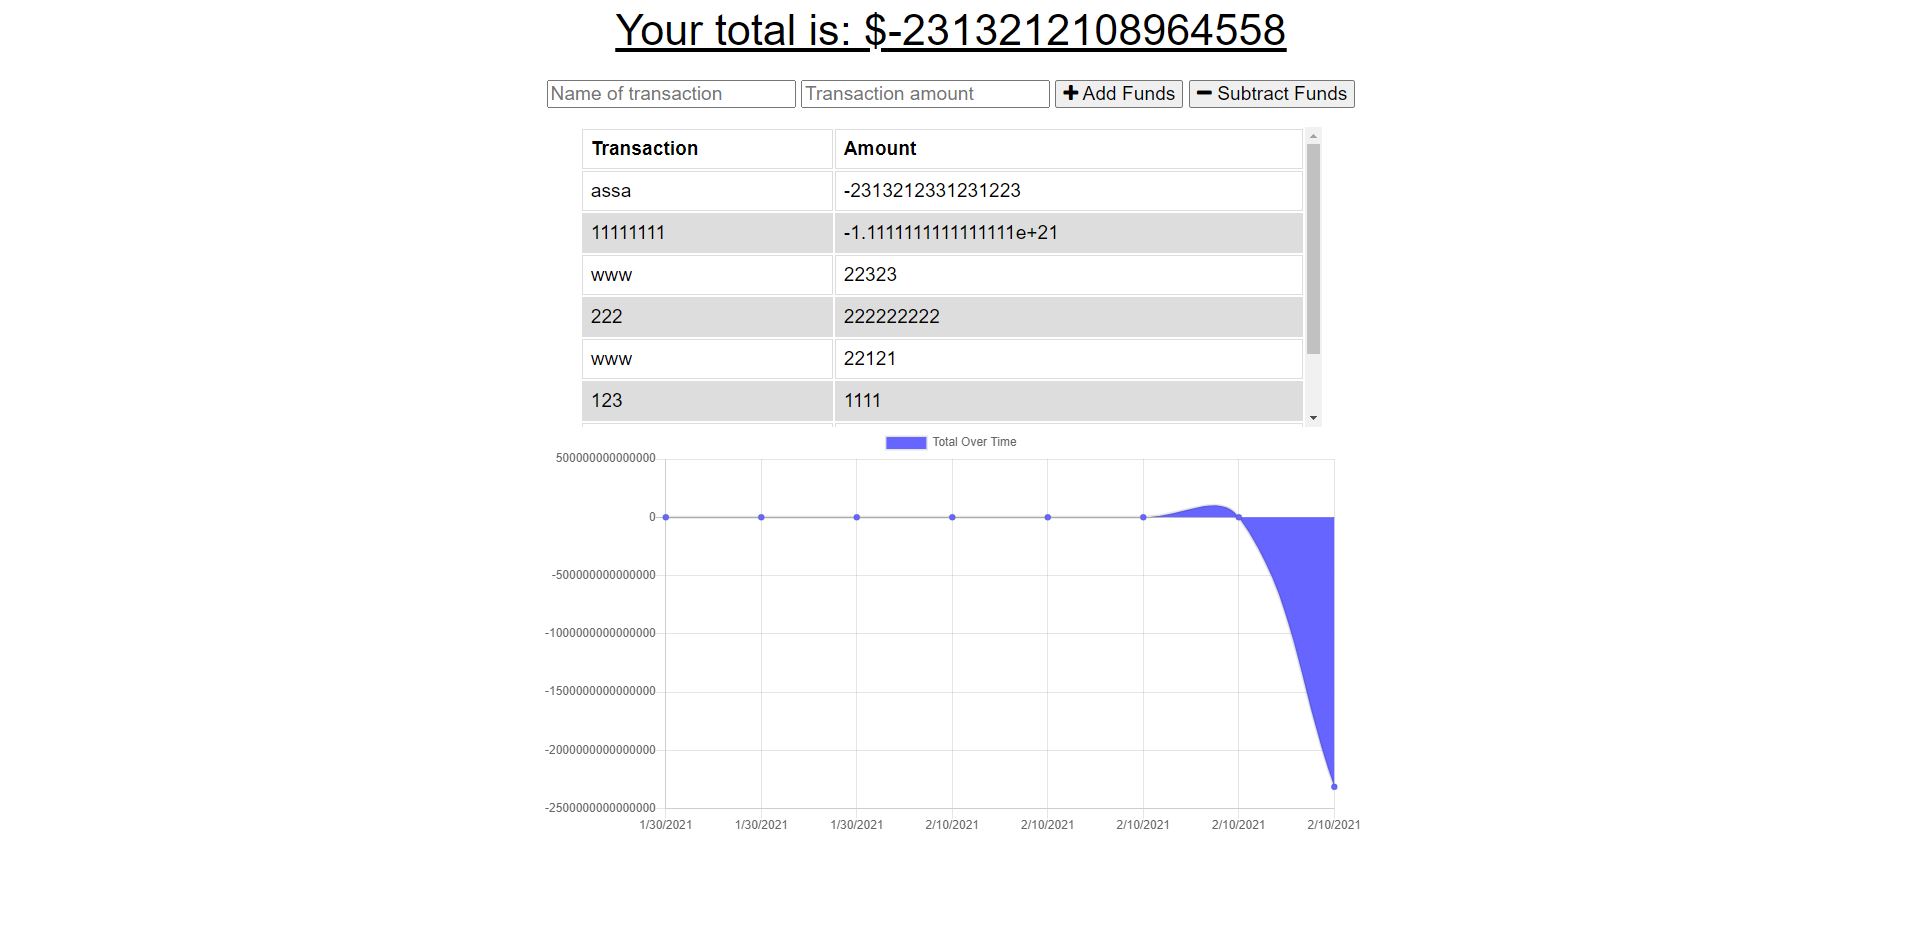 Your total is: $-2313212108964558
Name of transaction Transaction amount Add Funds Subtract Funds
Transaction Amount
assa -2313212331231223
11111111 -1.1111111111111111e+21
www 22323
222 222222222
www 22121
123 1111
Total Over Time
500000000000000
0
-500000000000000
-1000000000000000
-1500000000000000
-2000000000000000
-2500000000000000
1/30/2021 1/30/2021 1/30/2021 2/10/2021 2/10/2021 2/10/2021 2/10/2021 2/10/2021